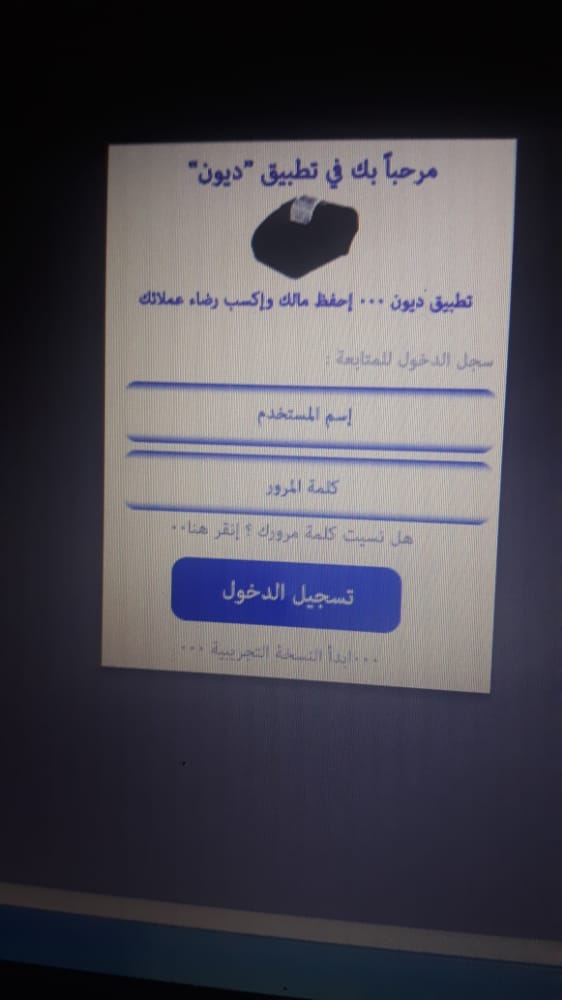 مرحباً بك في تطبيق "ديون"
تطبيق ديون ... إحفظ مالك وإكسب رضاء عملائك
سجل الدخول للمتابعة :
إسم المستخدم
كلمة المرور
هل نسيت كلمة مرورك ؟ إنقر هنا..
تسجيل الدخول
...ابدأ النسخة التجريبية ...